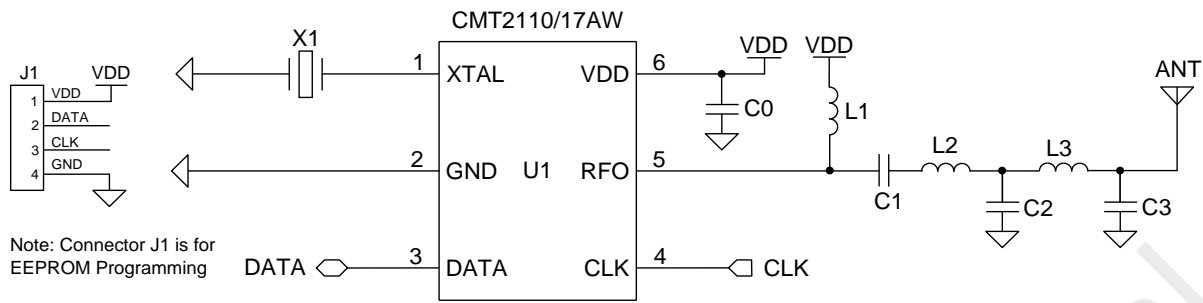 CMT2110/17AW
J1
VDD
1 VDD
2 DATA
3 CLK
4 GND
X1
1 XTAL
2 GND
3 DATA
DATA
U1
VDD 6
RFO 5
CLK 4
CLK
VDD
C0
VDD
L1
C1
L2
C2
L3
C3
ANT
Note: Connector J1 is for
EEPROM Programming